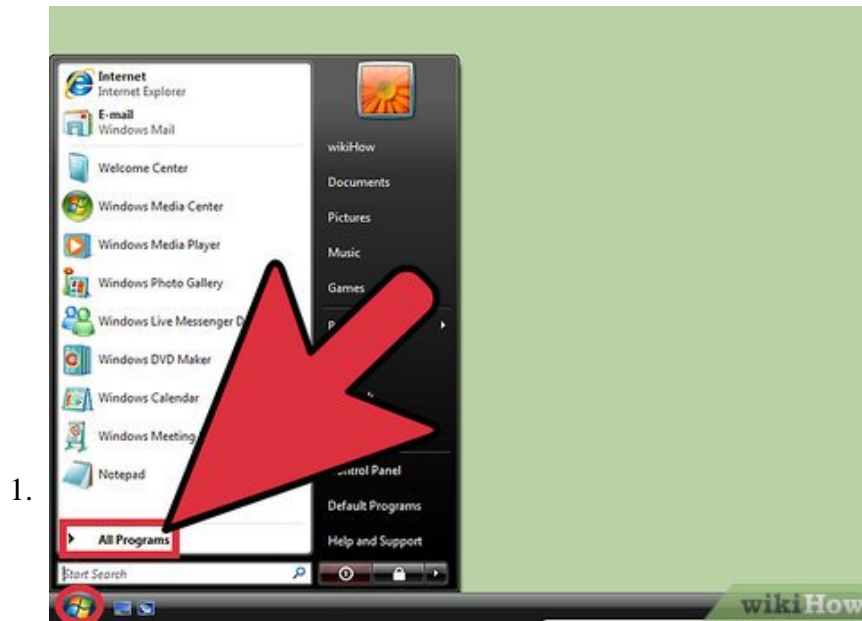 Internet
Internet Explorer
E-mail
Windows Mail
Welcome Center
Windows Media Center
Windows Media Player
Windows Photo Gallery
Windows Live Messenger
Windows DVD Maker
Windows Calendar
Windows Meeting
Notepad
All Programs
Start Search
wikiHow
Documents
Pictures
Music
Games
Control Panel
Default Programs
Help and Support
1.
wikiHow